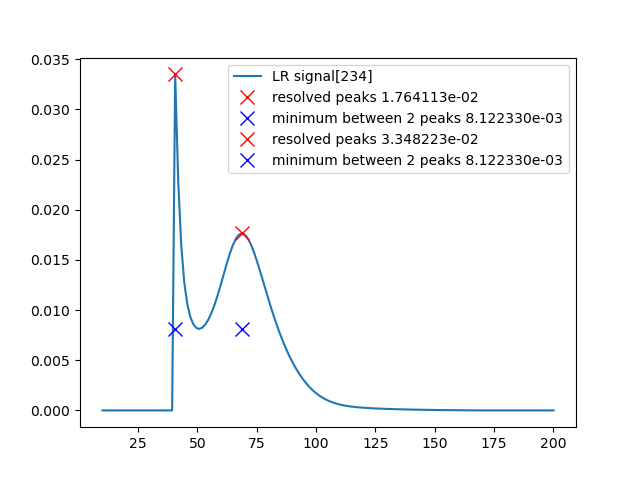 0.035
0.030
0.025
0.020
0.015
0.010
0.005
0.000
LR signal[234]
resolved peaks 1.764113e-02
minimum between 2 peaks 8.122330e-03
resolved peaks 3.348223e-02
minimum between 2 peaks 8.122330e-03
25 50 75 100 125 150 175 200